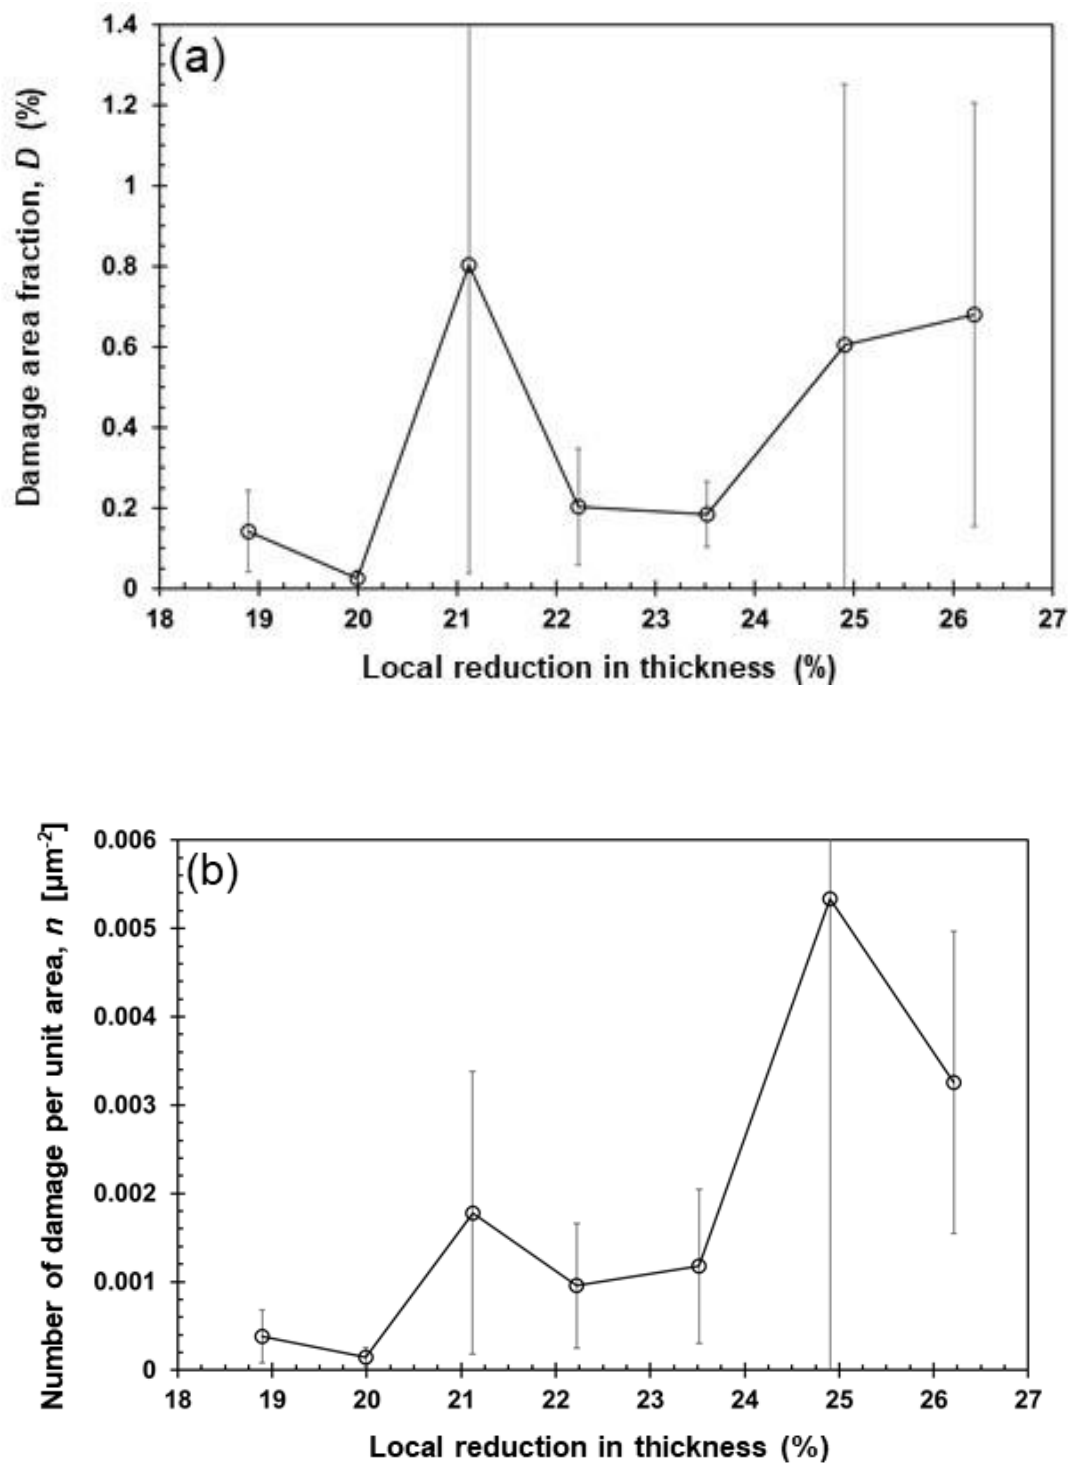 (a)
Damage area fraction, D (%)
1.4
1.2
1
0.8
0.6
0.4
0.2
0
18 19 20 21 22 23 24 25 26 27
Local reduction in thickness (%)
(b)
Number of damage per unit area, n [µm-2]
0.006
0.005
0.004
0.003
0.002
0.001
0
18 19 20 21 22 23 24 25 26 27
Local reduction in thickness (%)